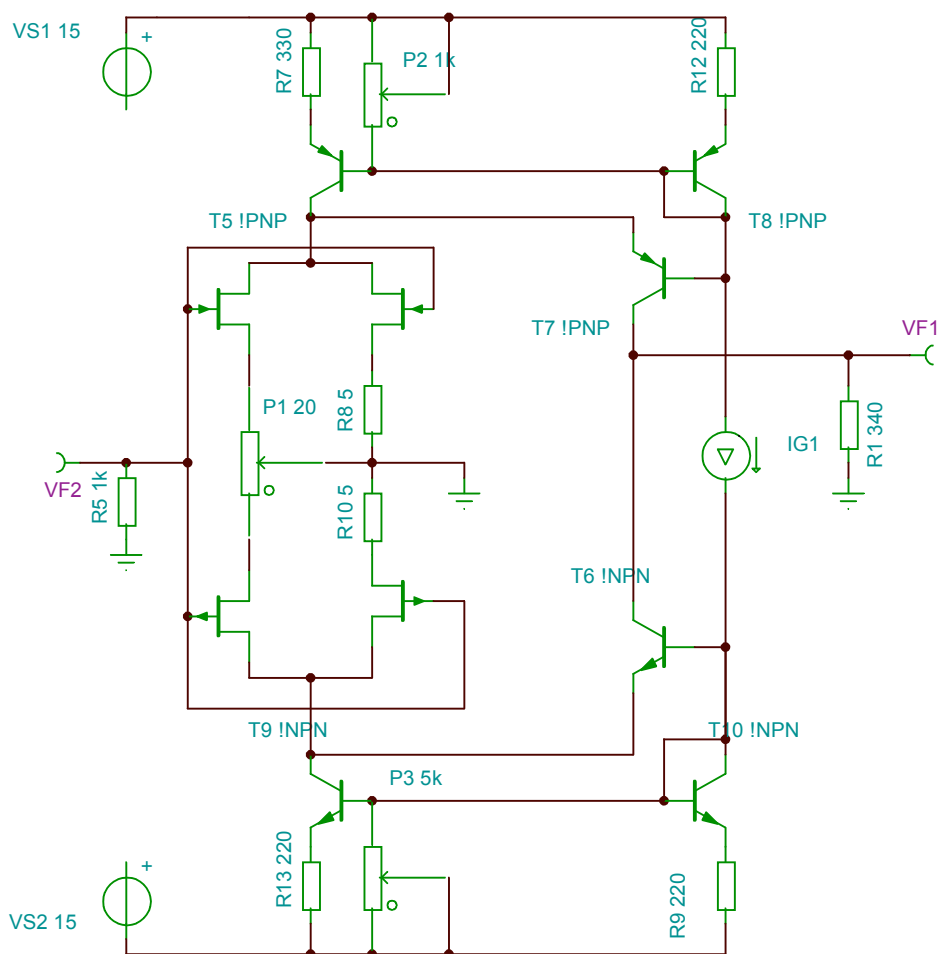 VS1 15
+
R7 330
P2 1k
R12 220
T5 !PNP
T8 !PNP
T7 !PNP
VF1
P1 20
R8 5
IG1
R1 340
VF2
R5 1k
R10 5
T6 !NPN
T9 !NPN
T10 !NPN
P3 5k
R13 220
R9 220
+
VS2 15